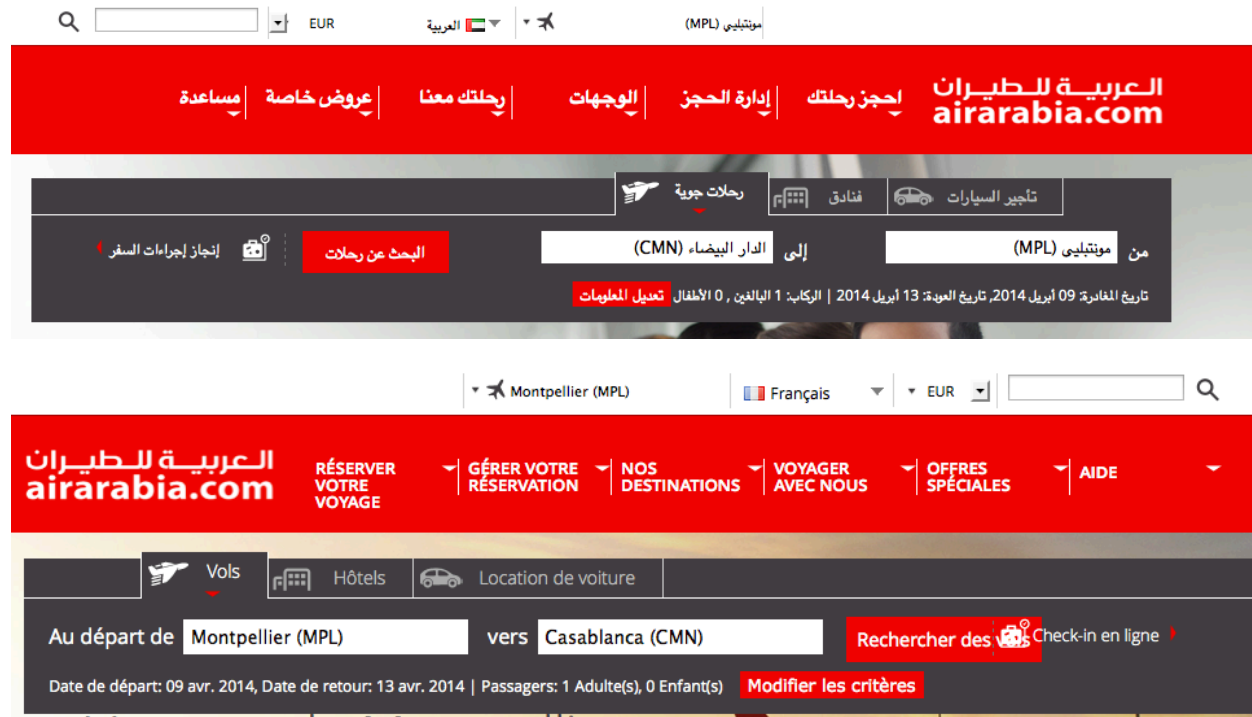 مونتبليي (MPL)
العربية
EUR
العربية للطيران
airarabia.com
احجز رحلتك
إدارة الحجز
الوجهات
رحلتك معنا
عروض خاصة
مساعدة
رحلات جوية
فنادق
تأجير السيارات
من مونتبليي (MPL) إلى الدار البيضاء (CMN) البحث عن رحلات إنجاز إجراءات السفر
تاريخ المغادرة: 09 أبريل 2014, تاريخ العودة: 13 أبريل 2014 | الركاب: 1 البالغين , 0 الأطفال تعديل المعلومات
Montpellier (MPL)
Français
EUR
العربية للطيران
airarabia.com
RÉSERVER
VOTRE
VOYAGE
GÉRER VOTRE
RÉSERVATION
NOS
DESTINATIONS
VOYAGER
AVEC NOUS
OFFRES
SPÉCIALES
AIDE
Vols
Hôtels
Location de voiture
Au départ de Montpellier (MPL) vers Casablanca (CMN) Rechercher des vols Check-in en ligne
Date de départ: 09 avr. 2014, Date de retour: 13 avr. 2014 | Passagers: 1 Adulte(s), 0 Enfant(s) Modifier les critères